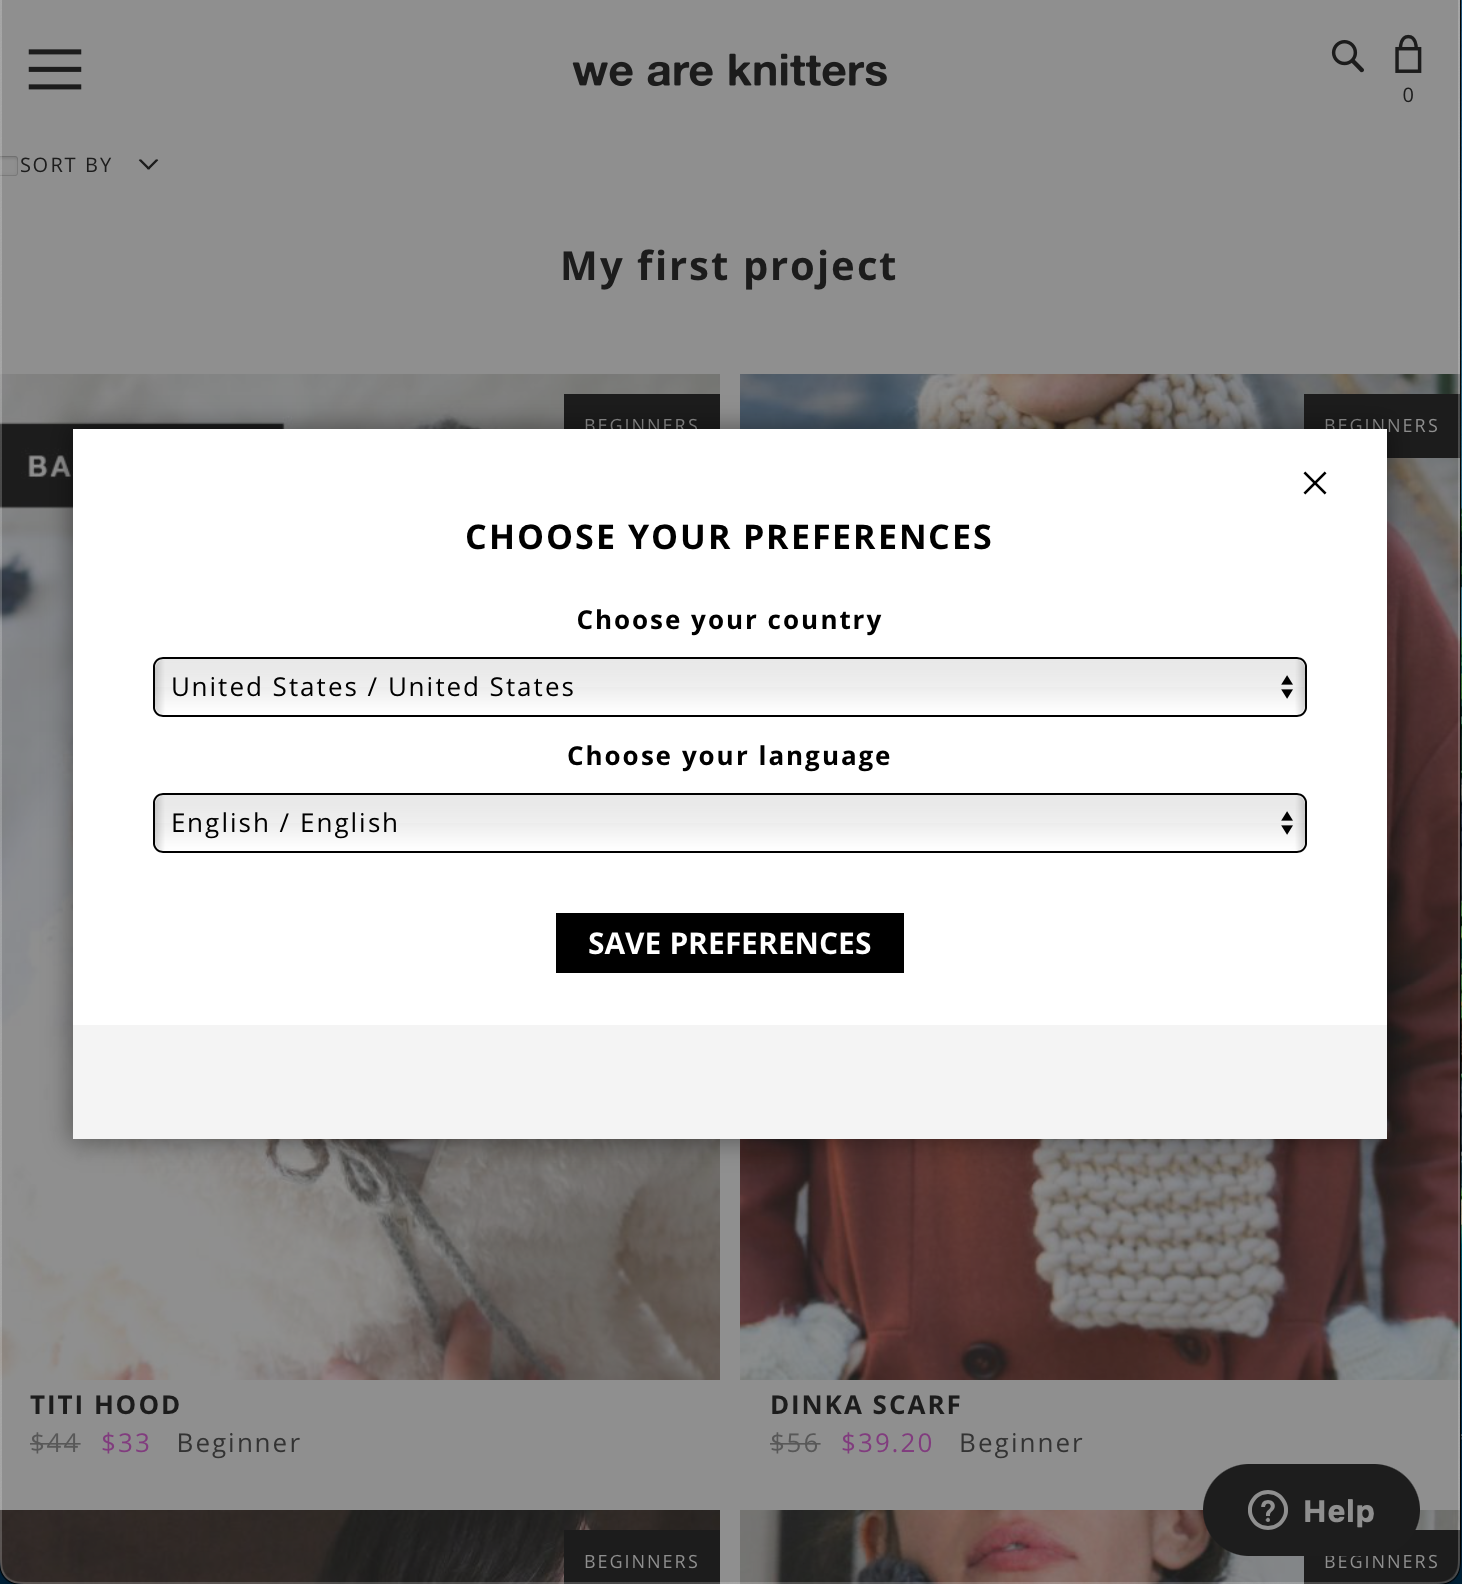 we are knitters
0
SORT BY
My first project
BEGINNERS
BEGINNERS
BA
CHOOSE YOUR PREFERENCES
Choose your country
United States / United States
Choose your language
English / English
SAVE PREFERENCES
TITI HOOD
$44 $33 Beginner
DINKA SCARF
$56 $39.20 Beginner
? Help
BEGINNERS
BEGINNERS